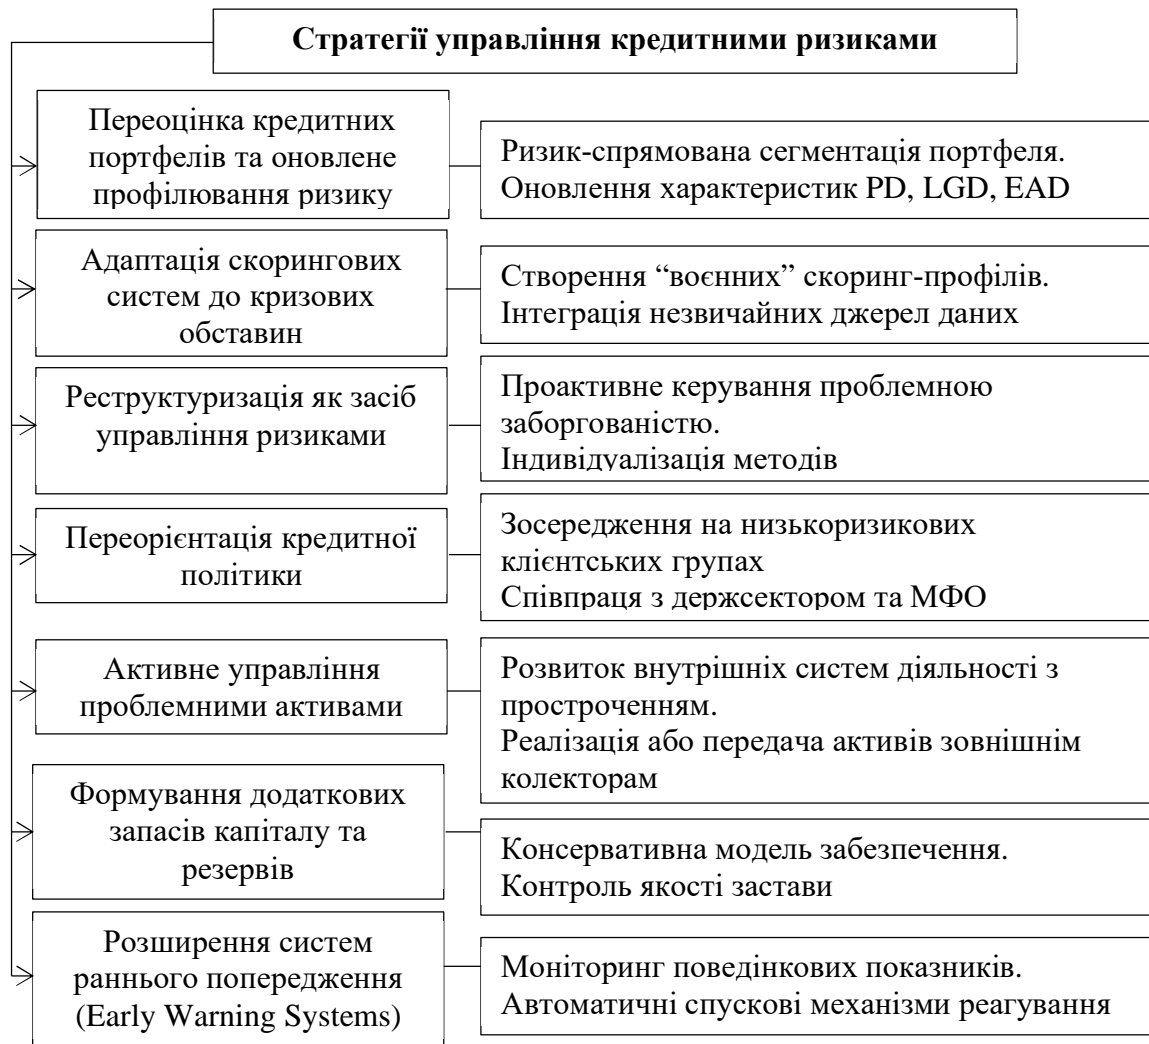 Стратегії управління кредитними ризиками
Переоцінка кредитних
портфелів та оновлене
профілювання ризику
Ризик-спрямована сегментація портфеля.
Оновлення характеристик PD, LGD, EAD
Адаптація скорингових
систем до кризових
обставин
Створення “воєнних” скоринг-профілів.
Інтеграція незвичайних джерел даних
Реструктуризація як засіб
управління ризиками
Проактивне керування проблемною
заборгованістю.
Індивідуалізація методів
Переорієнтація кредитної
політики
Зосередження на низькоризикових
клієнтських групах
Співпраця з держсектором та МФО
Активне управління
проблемними активами
Розвиток внутрішніх систем діяльності з
простроченням.
Реалізація або передача активів зовнішнім
колекторам
Формування додаткових
запасів капіталу та
резервів
Консервативна модель забезпечення.
Контроль якості застави
Розширення систем
раннього попередження
(Early Warning Systems)
Моніторинг поведінкових показників.
Автоматичні спускові механізми реагування